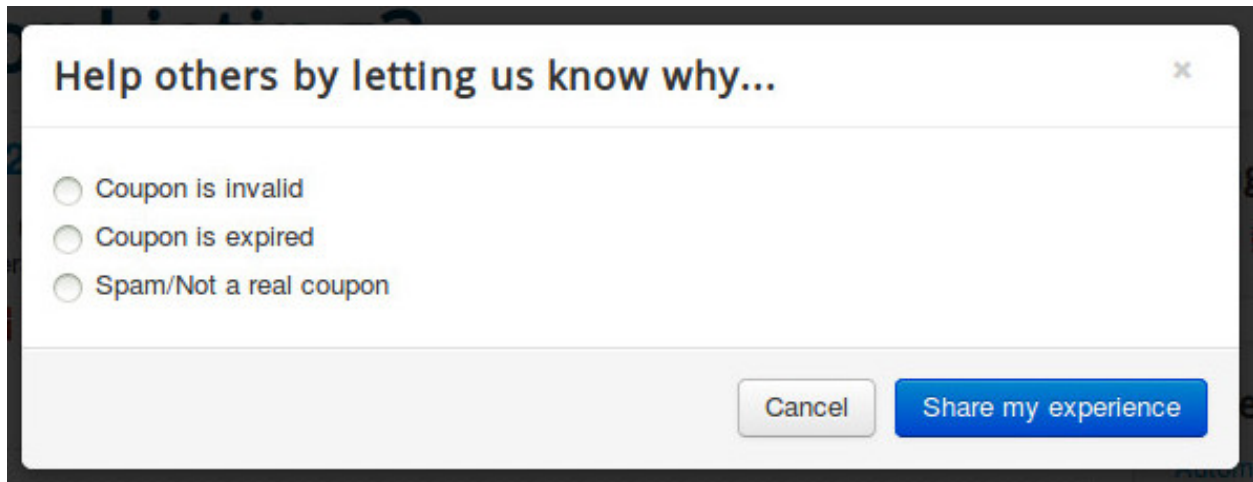 Help others by letting us know why...
×
Coupon is invalid
Coupon is expired
Spam/Not a real coupon
Cancel
Share my experience